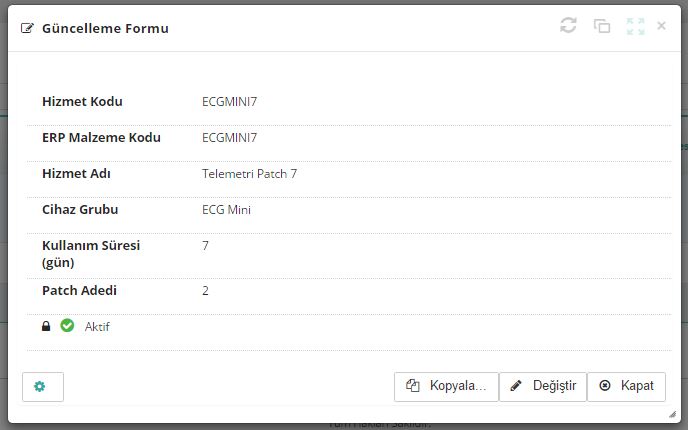 Güncelleme Formu
Hizmet Kodu ECGMINI7
ERP Malzeme Kodu ECGMINI7
Hizmet Adı Telemetri Patch 7
Cihaz Grubu ECG Mini
Kullanım Süresi 7
(gün)
Patch Adedi 2
Aktif
Kopyala... Değiştir Kapat